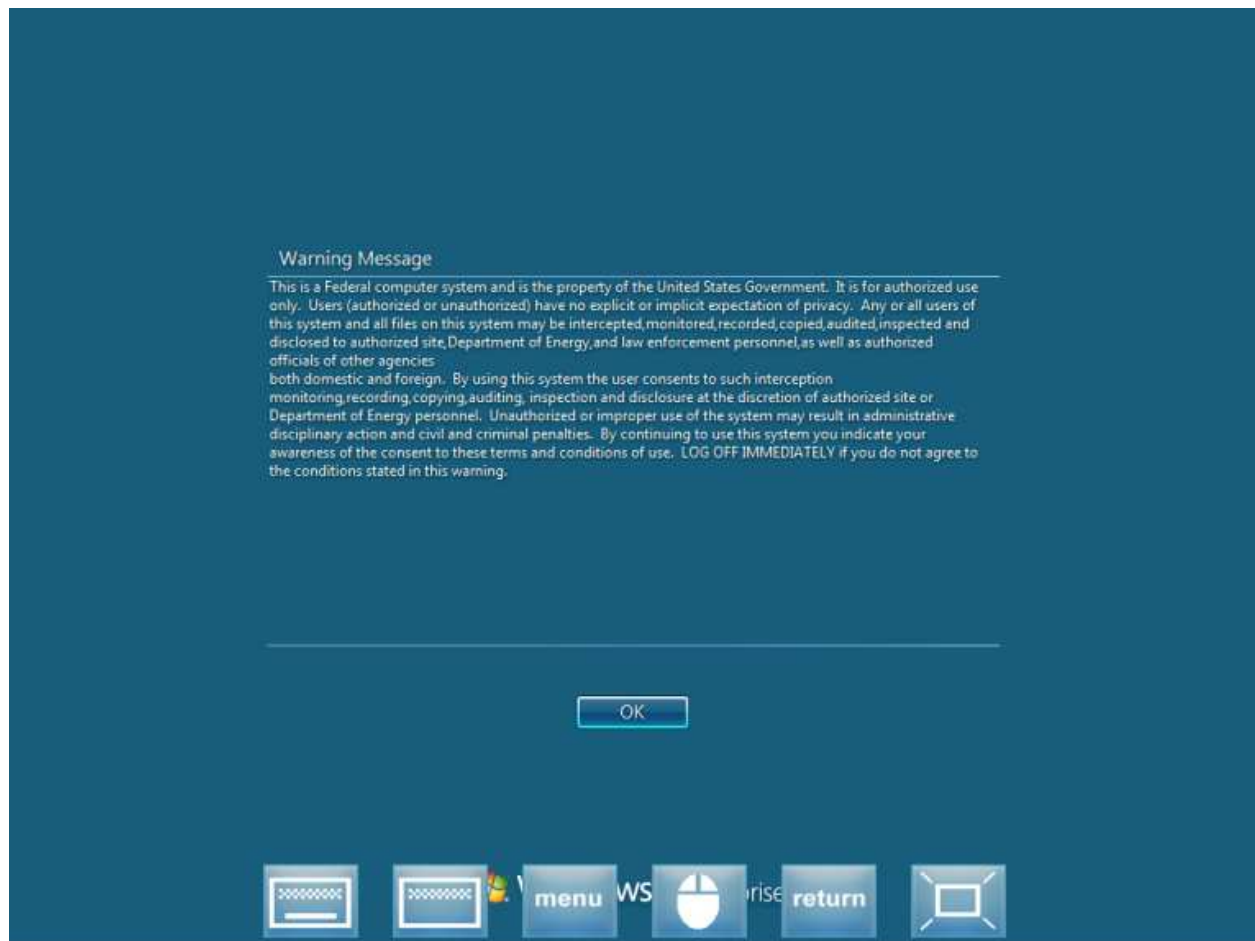 Warning Message
This is a Federal computer system and is the property of the United States Government. It is for authorized use
only. Users (authorized or unauthorized) have no explicit or implicit expectation of privacy. Any or all users of
this system and all files on this system may be intercepted,monitored,recorded,copied,audited,inspected and
disclosed to authorized site,Department of Energy,and law enforcement personnel,as well as authorized
officials of other agencies
both domestic and foreign. By using this system the user consents to such interception
monitoring,recording,copying,auditing, inspection and disclosure at the discretion of authorized site or
Department of Energy personnel. Unauthorized or improper use of the system may result in administrative
disciplinary action and civil and criminal penalties. By continuing to use this system you indicate your
awareness of the consent to these terms and conditions of use. LOG OFF IMMEDIATELY if you do not agree to
the conditions stated in this warning.
OK
menu return